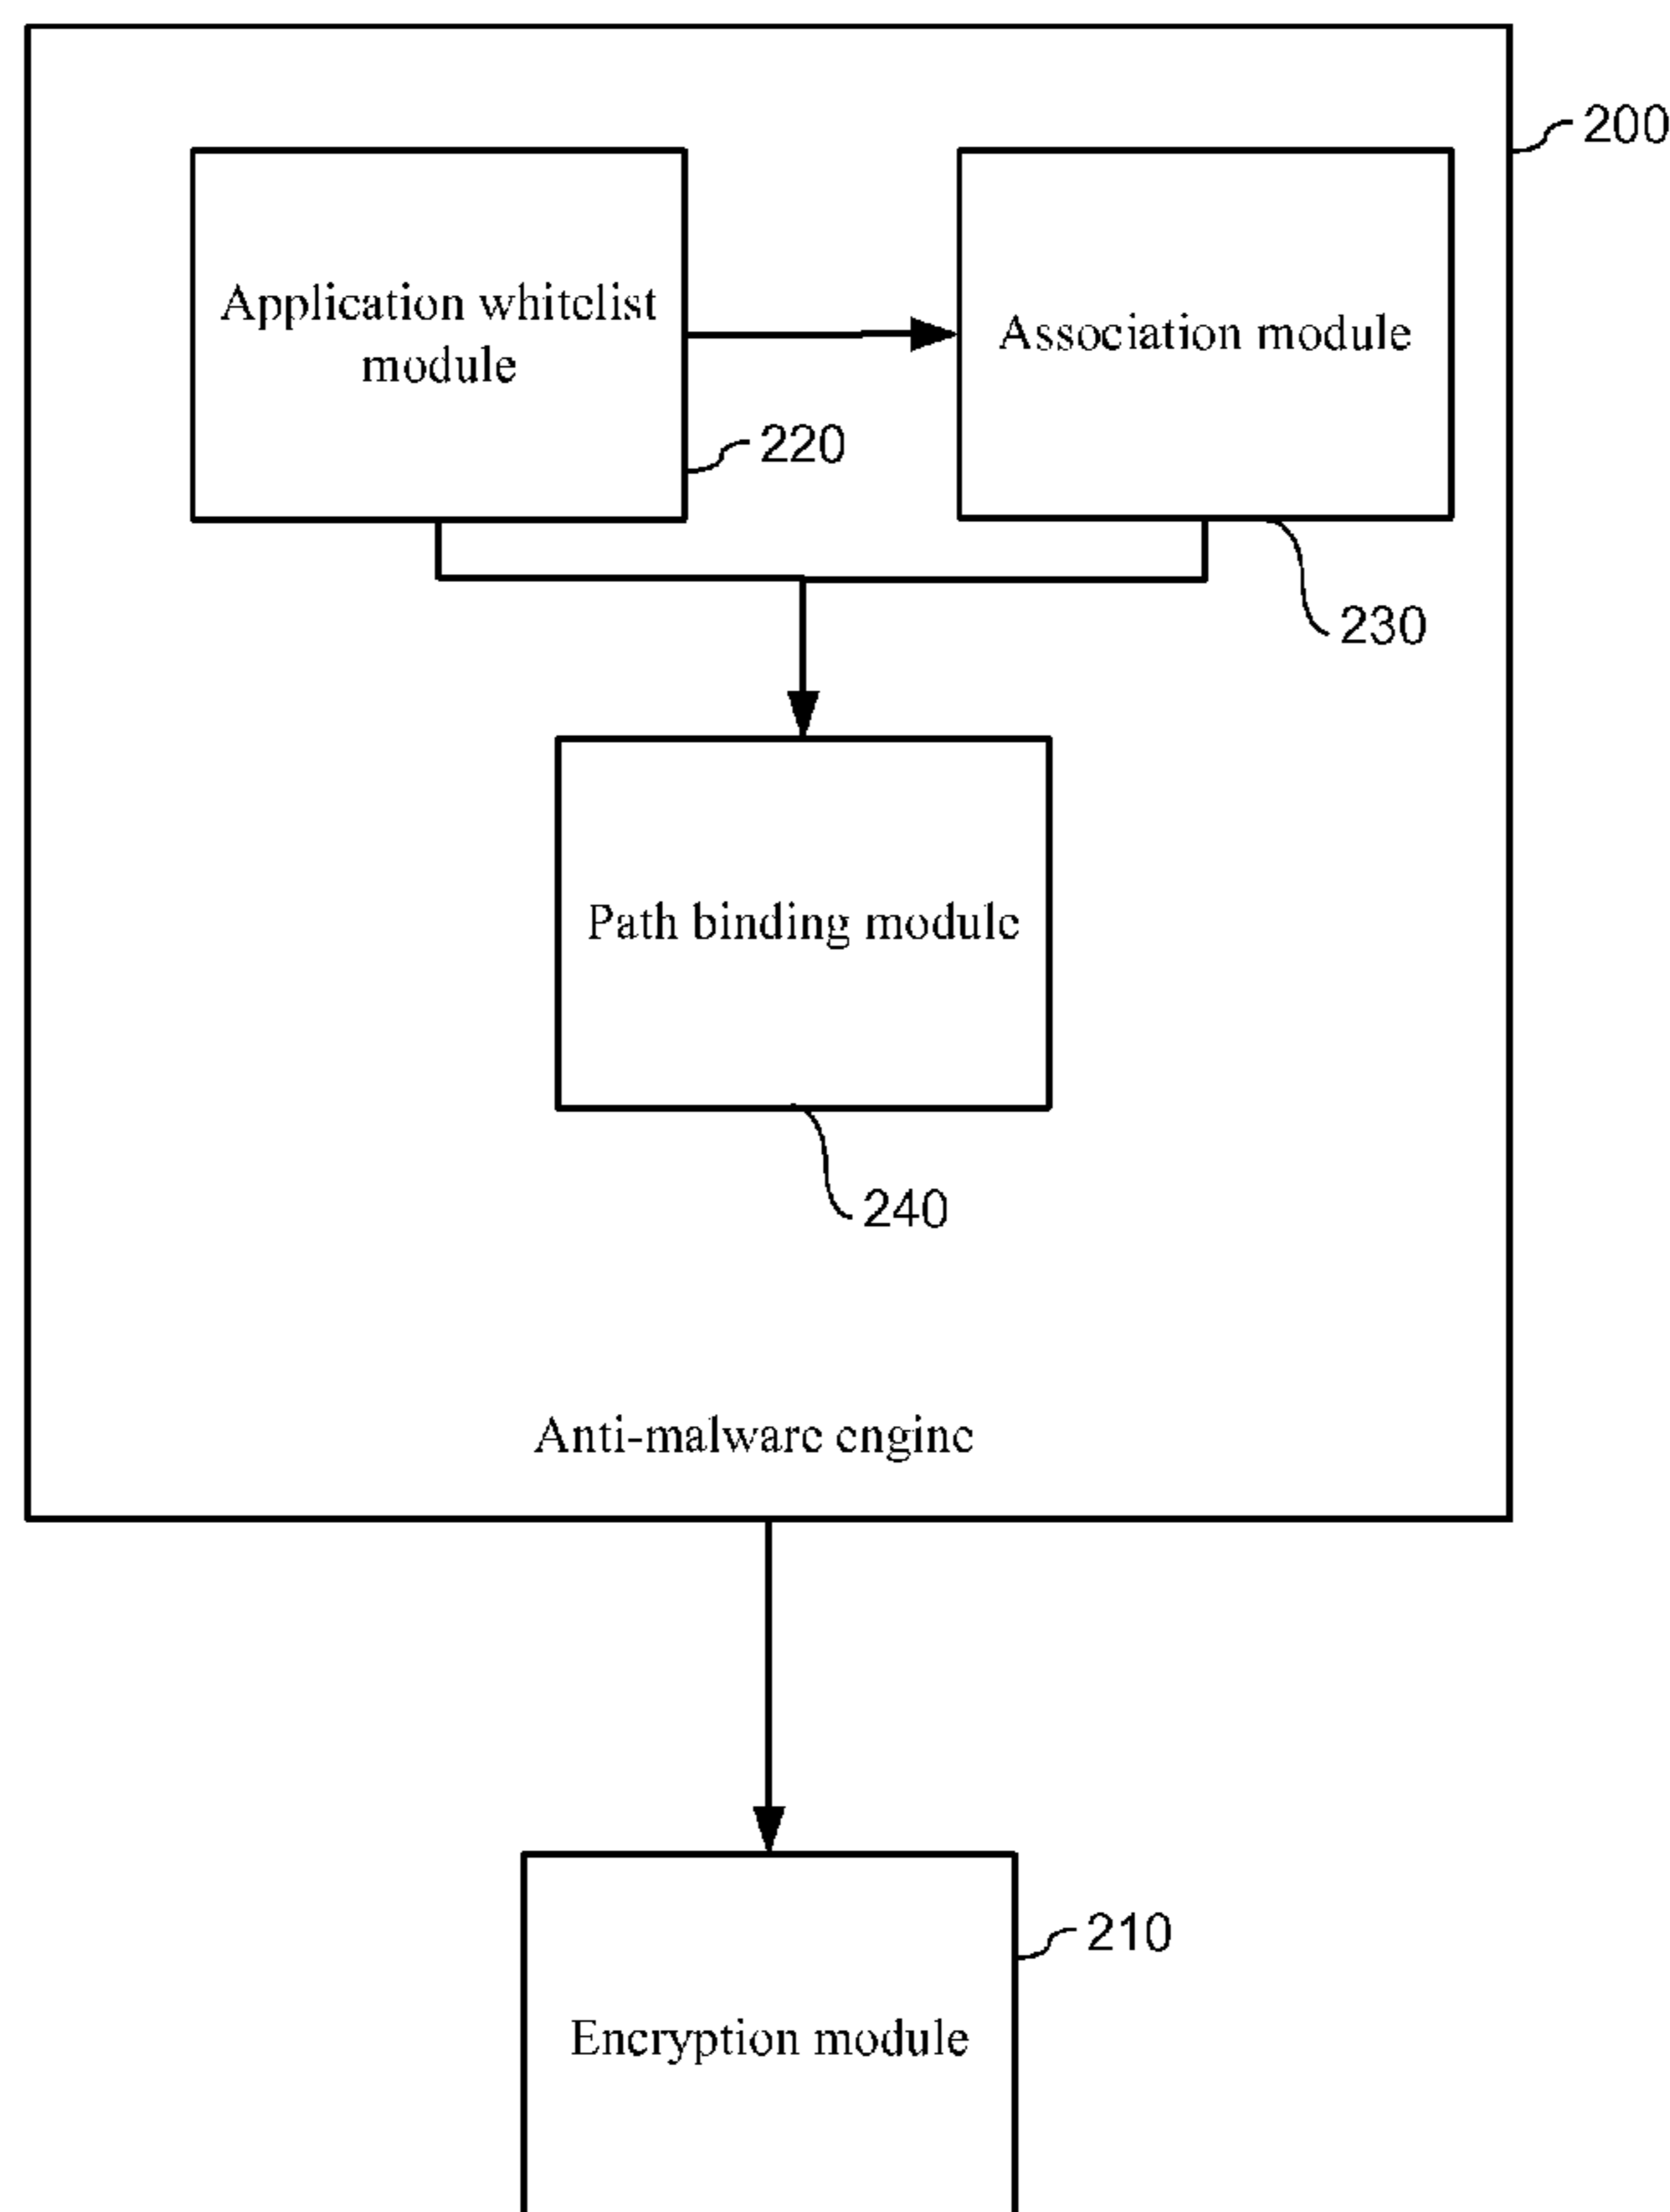 200
Application whitelist
module
Association module
220
230
Path binding module
240
Anti-malware engine
210
Encryption module